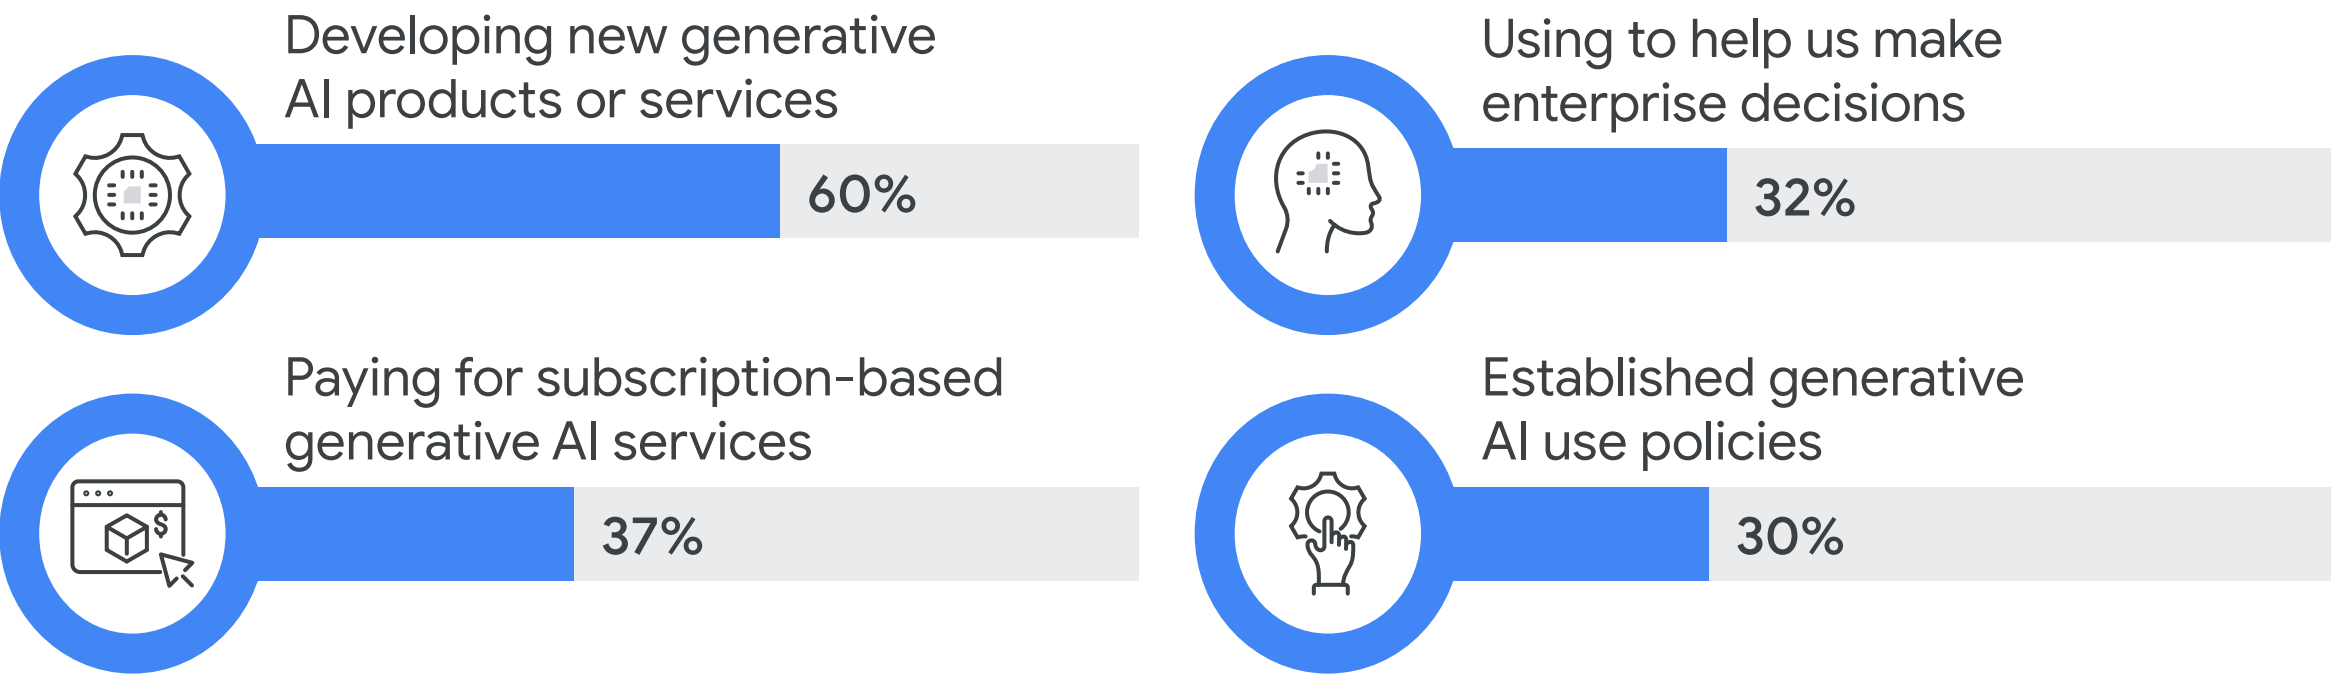 Developing new generative
AI products or services
60%
Using to help us make
enterprise decisions
32%
Paying for subscription-based
generative AI services
$
37%
Established generative
AI use policies
30%